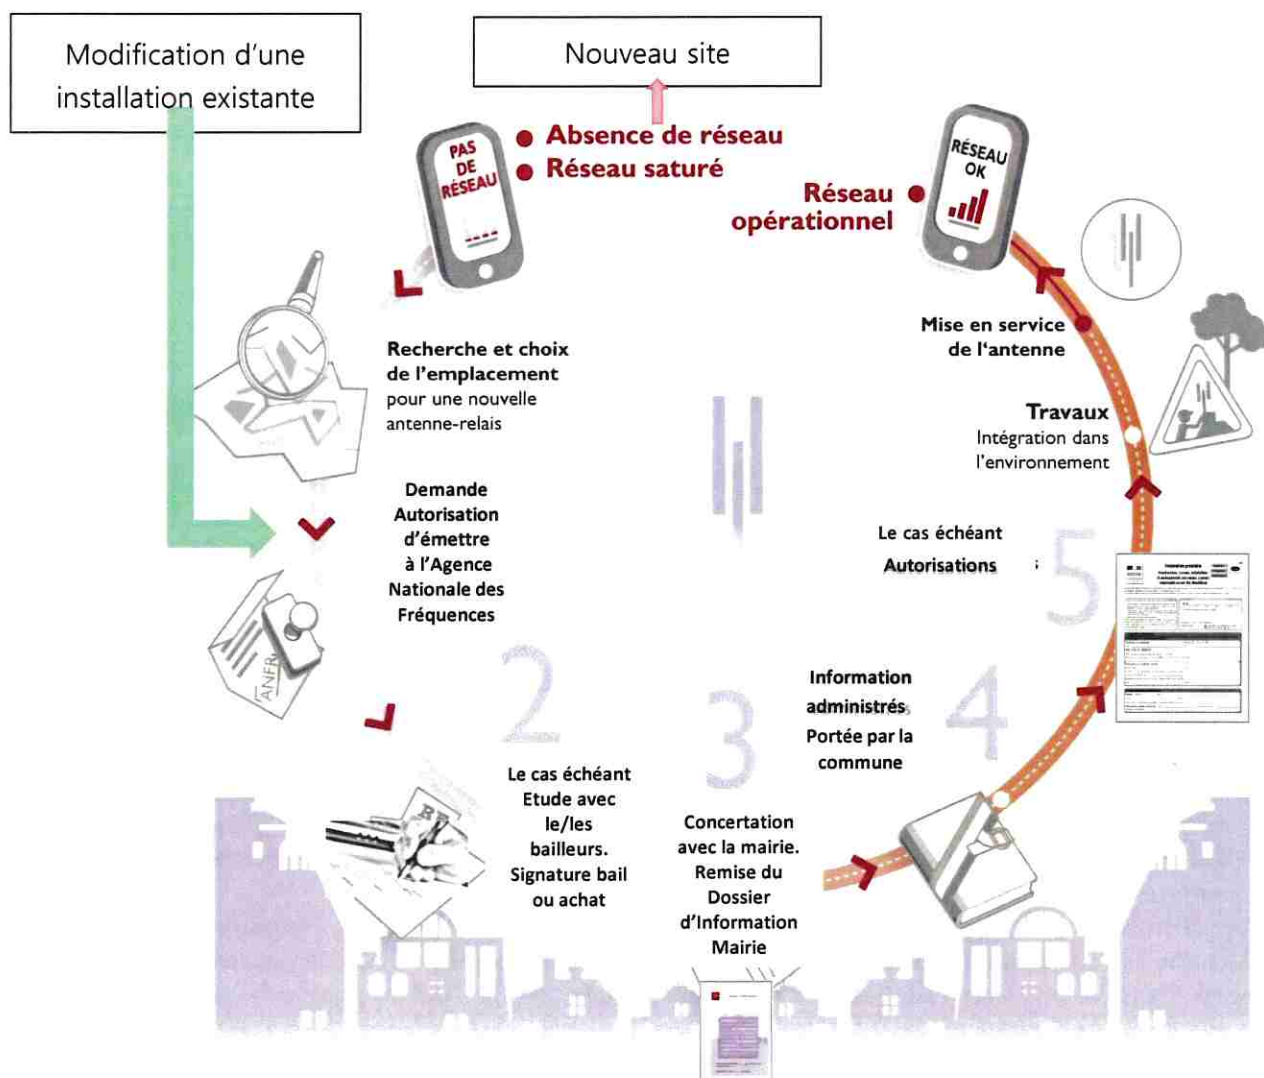 Modification d'une
installation existante
Nouveau site
PAS
DE
RÉSEAU
Absence de réseau
Réseau saturé
RÉSEAU
OK
Réseau
opérationnel
Mise en service
de l'antenne
Recherche et choix
de l'emplacement
pour une nouvelle
antenne-relais
Travaux
Intégration dans
l'environnement
Demande
Autorisation
d'émettre
à l'Agence
Nationale des
Fréquences
ANFR
Le cas échéant
Autorisations
5
2
3
4
Information
administrés
Portée par la
commune
Le cas échéant
Etude avec
le/les
bailleurs.
Signature bail
ou achat
Concertation
avec la mairie.
Remise du
Dossier
d'Information
Mairie